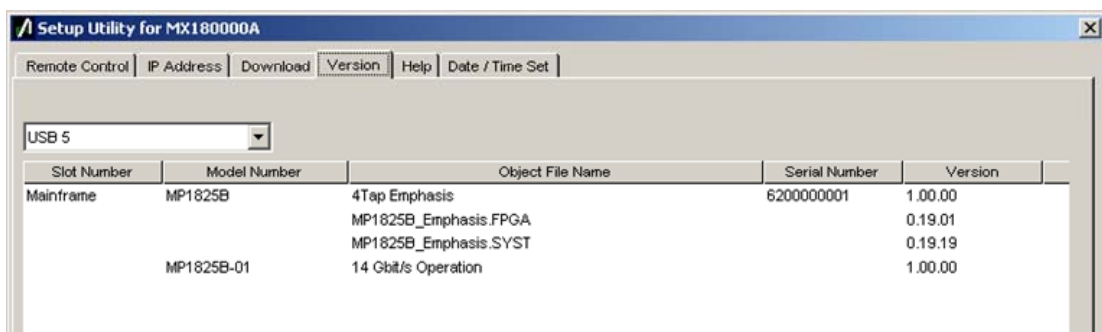 Setup Utility for MX180000A
Remote Control IP Address Download Version Help Date / Time Set
USB 5
Slot Number Model Number Object File Name Serial Number Version
Mainframe MP1825B 4Tap Emphasis 6200000001 1.00.00
MP1825B_Emphasis.FPGA 0.19.01
MP1825B_Emphasis.SYST 0.19.19
MP1825B-01 14 Gbit/s Operation 1.00.00